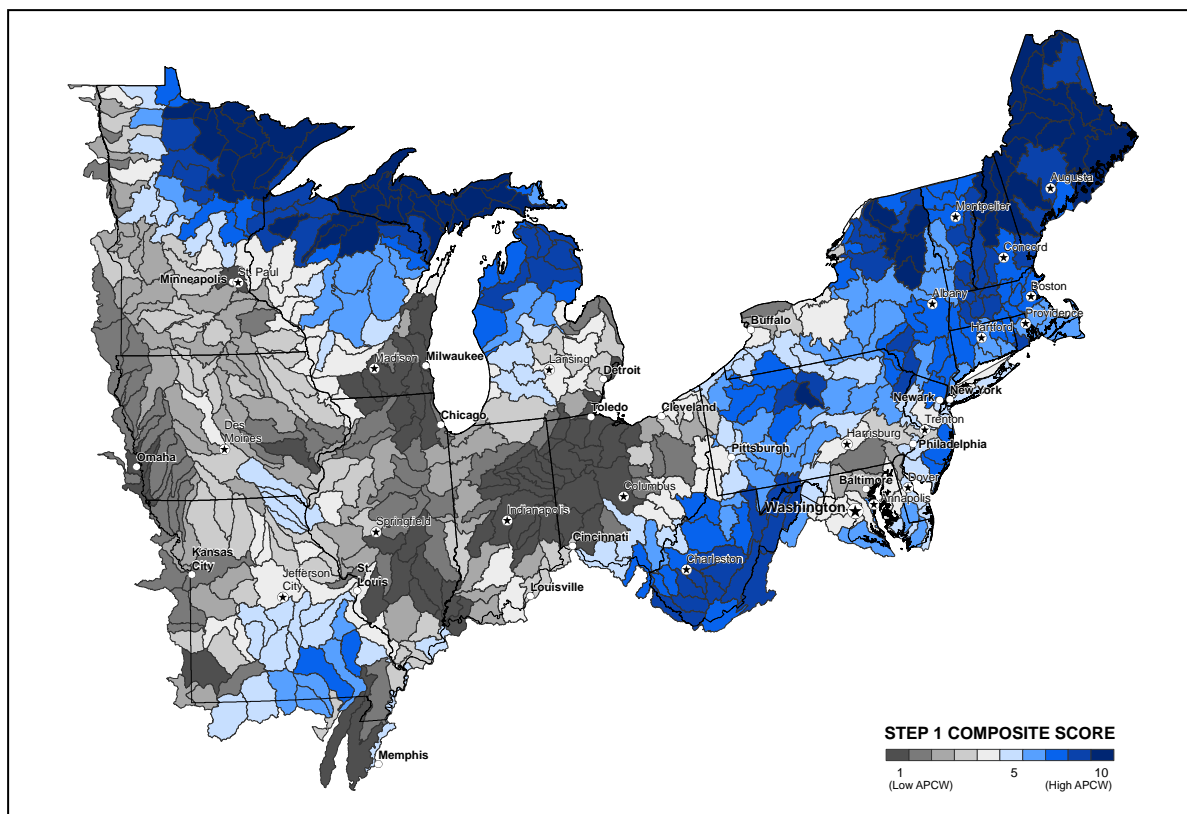 Augusta
Montpelier
Concord
St. Paul
Minneapolis
Boston
Albany
Providence
Buffalo
Hartford
Madison
Milwaukee
Lansing
Detroit
New York
Newark
Chicago
Toledo
Cleveland
Trenton
Des
Moines
Harrisburg
Philadelphia
Omaha
Pittsburgh
Baltimore
Dover
Columbus
Annapolis
Washington
Indianapolis
Springfield
Cincinnati
Kansas
City
Charleston
Jefferson
City
St.
Louis
Louisville
Memphis
STEP 1 COMPOSITE SCORE
1 5 10
(Low APCW) (High APCW)